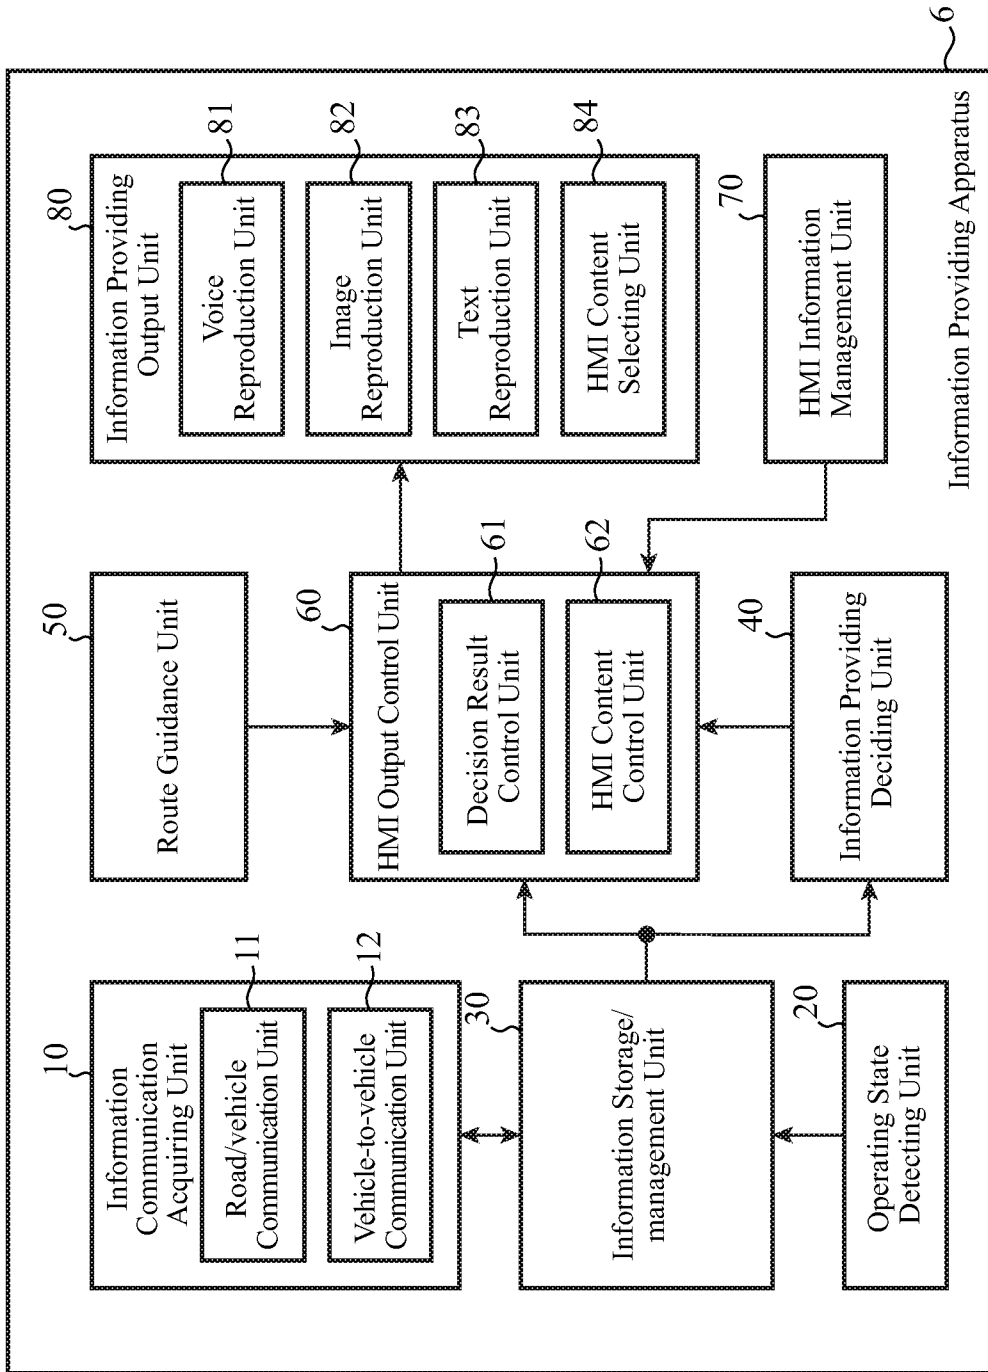 10
Information
Communication
Acquiring Unit
Road/vehicle
Communication Unit
11
Vehicle-to-vehicle
Communication Unit
12
30
Information Storage/
management Unit
20
Operating State
Detecting Unit
50
Route Guidance Unit
60
HMI Output Control Unit
Decision Result
Control Unit
61
HMI Content
Control Unit
62
40
Information Providing
Deciding Unit
80
Information Providing
Output Unit
Voice
Reproduction Unit
81
Image
Reproduction Unit
82
Text
Reproduction Unit
83
HMI Content
Selecting Unit
84
70
HMI Information
Management Unit
Information Providing Apparatus
6